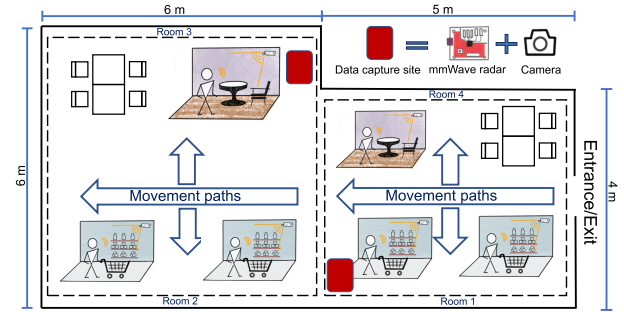 6 m
5 m
Room 3
Data capture site
mmWave radar
Camera
Room 4
6 m
Movement paths
Movement paths
Entrance/Exit
4 m
Room 2
Room 1